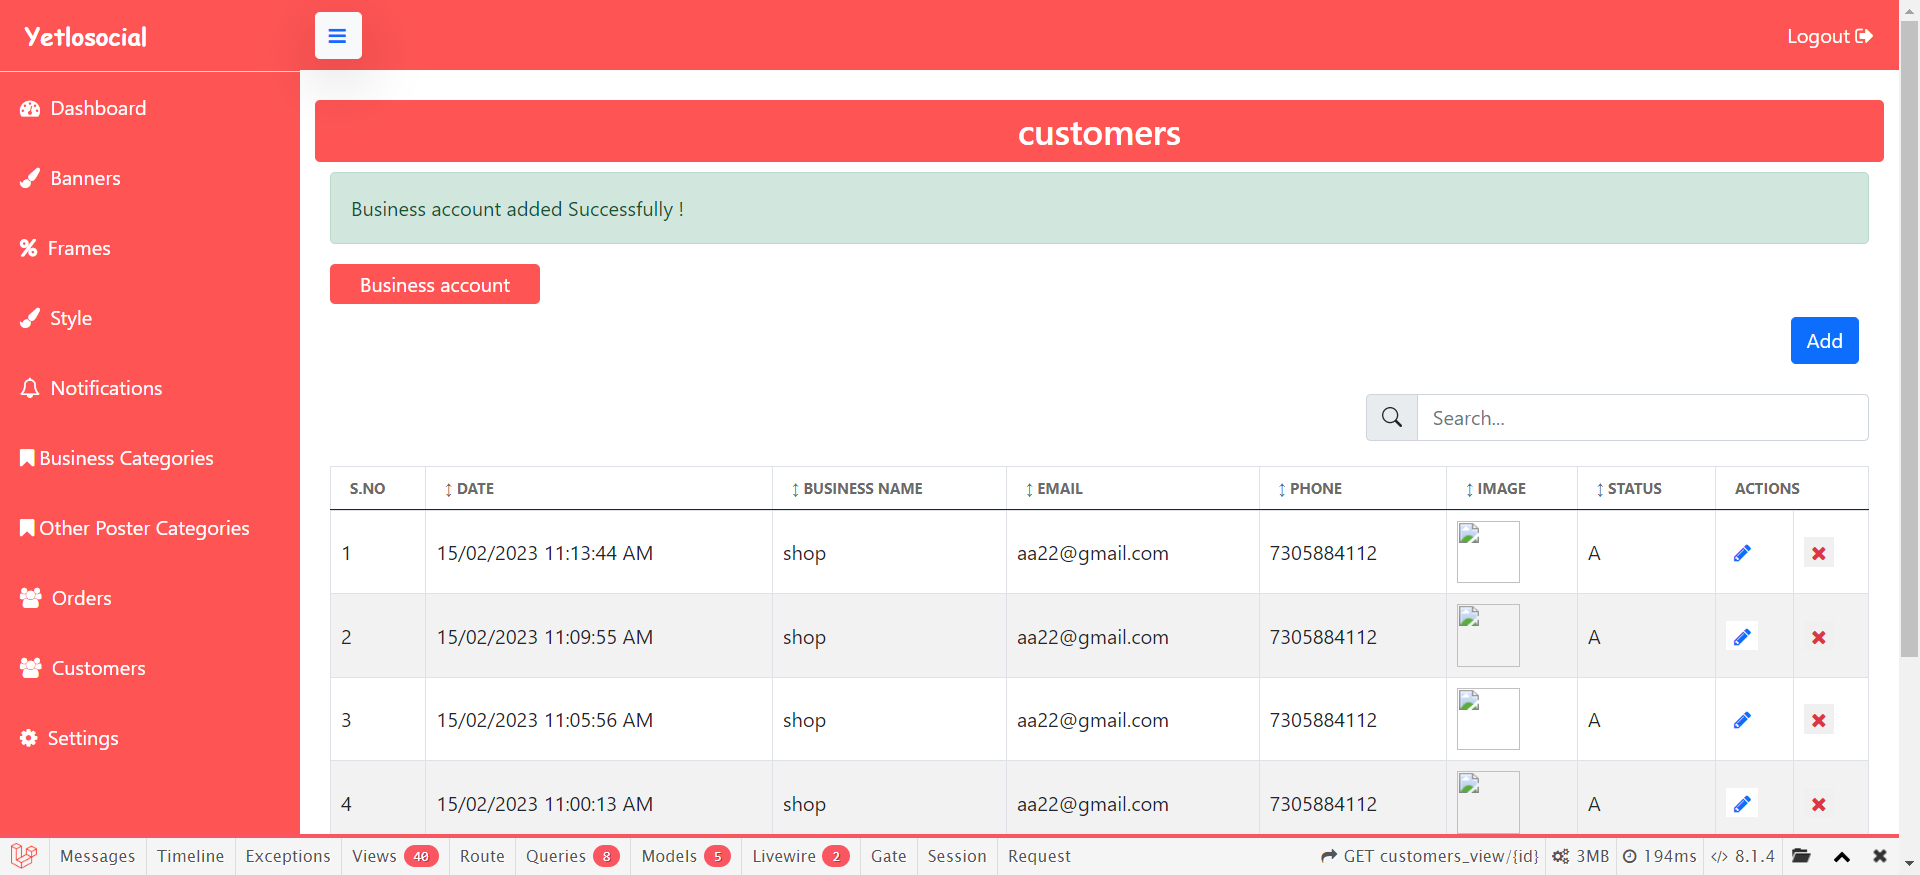 Yetlosocial
Logout
Dashboard
Banners
Frames
Style
Notifications
Business Categories
Other Poster Categories
Orders
Customers
Settings
customers
Business account added Successfully !
Business account
Add
Search...
S.NO ↕ DATE ↕ BUSINESS NAME ↕ EMAIL ↕ PHONE ↕ IMAGE ↕ STATUS ACTIONS
1 15/02/2023 11:13:44 AM shop aa22@gmail.com 7305884112 A
2 15/02/2023 11:09:55 AM shop aa22@gmail.com 7305884112 A
3 15/02/2023 11:05:56 AM shop aa22@gmail.com 7305884112 A
4 15/02/2023 11:00:13 AM shop aa22@gmail.com 7305884112 A
Messages Timeline Exceptions Views 40 Route Queries 8 Models 5 Livewire 2 Gate Session Request GET customers_view/{id} 3MB 194ms </> 8.1.4